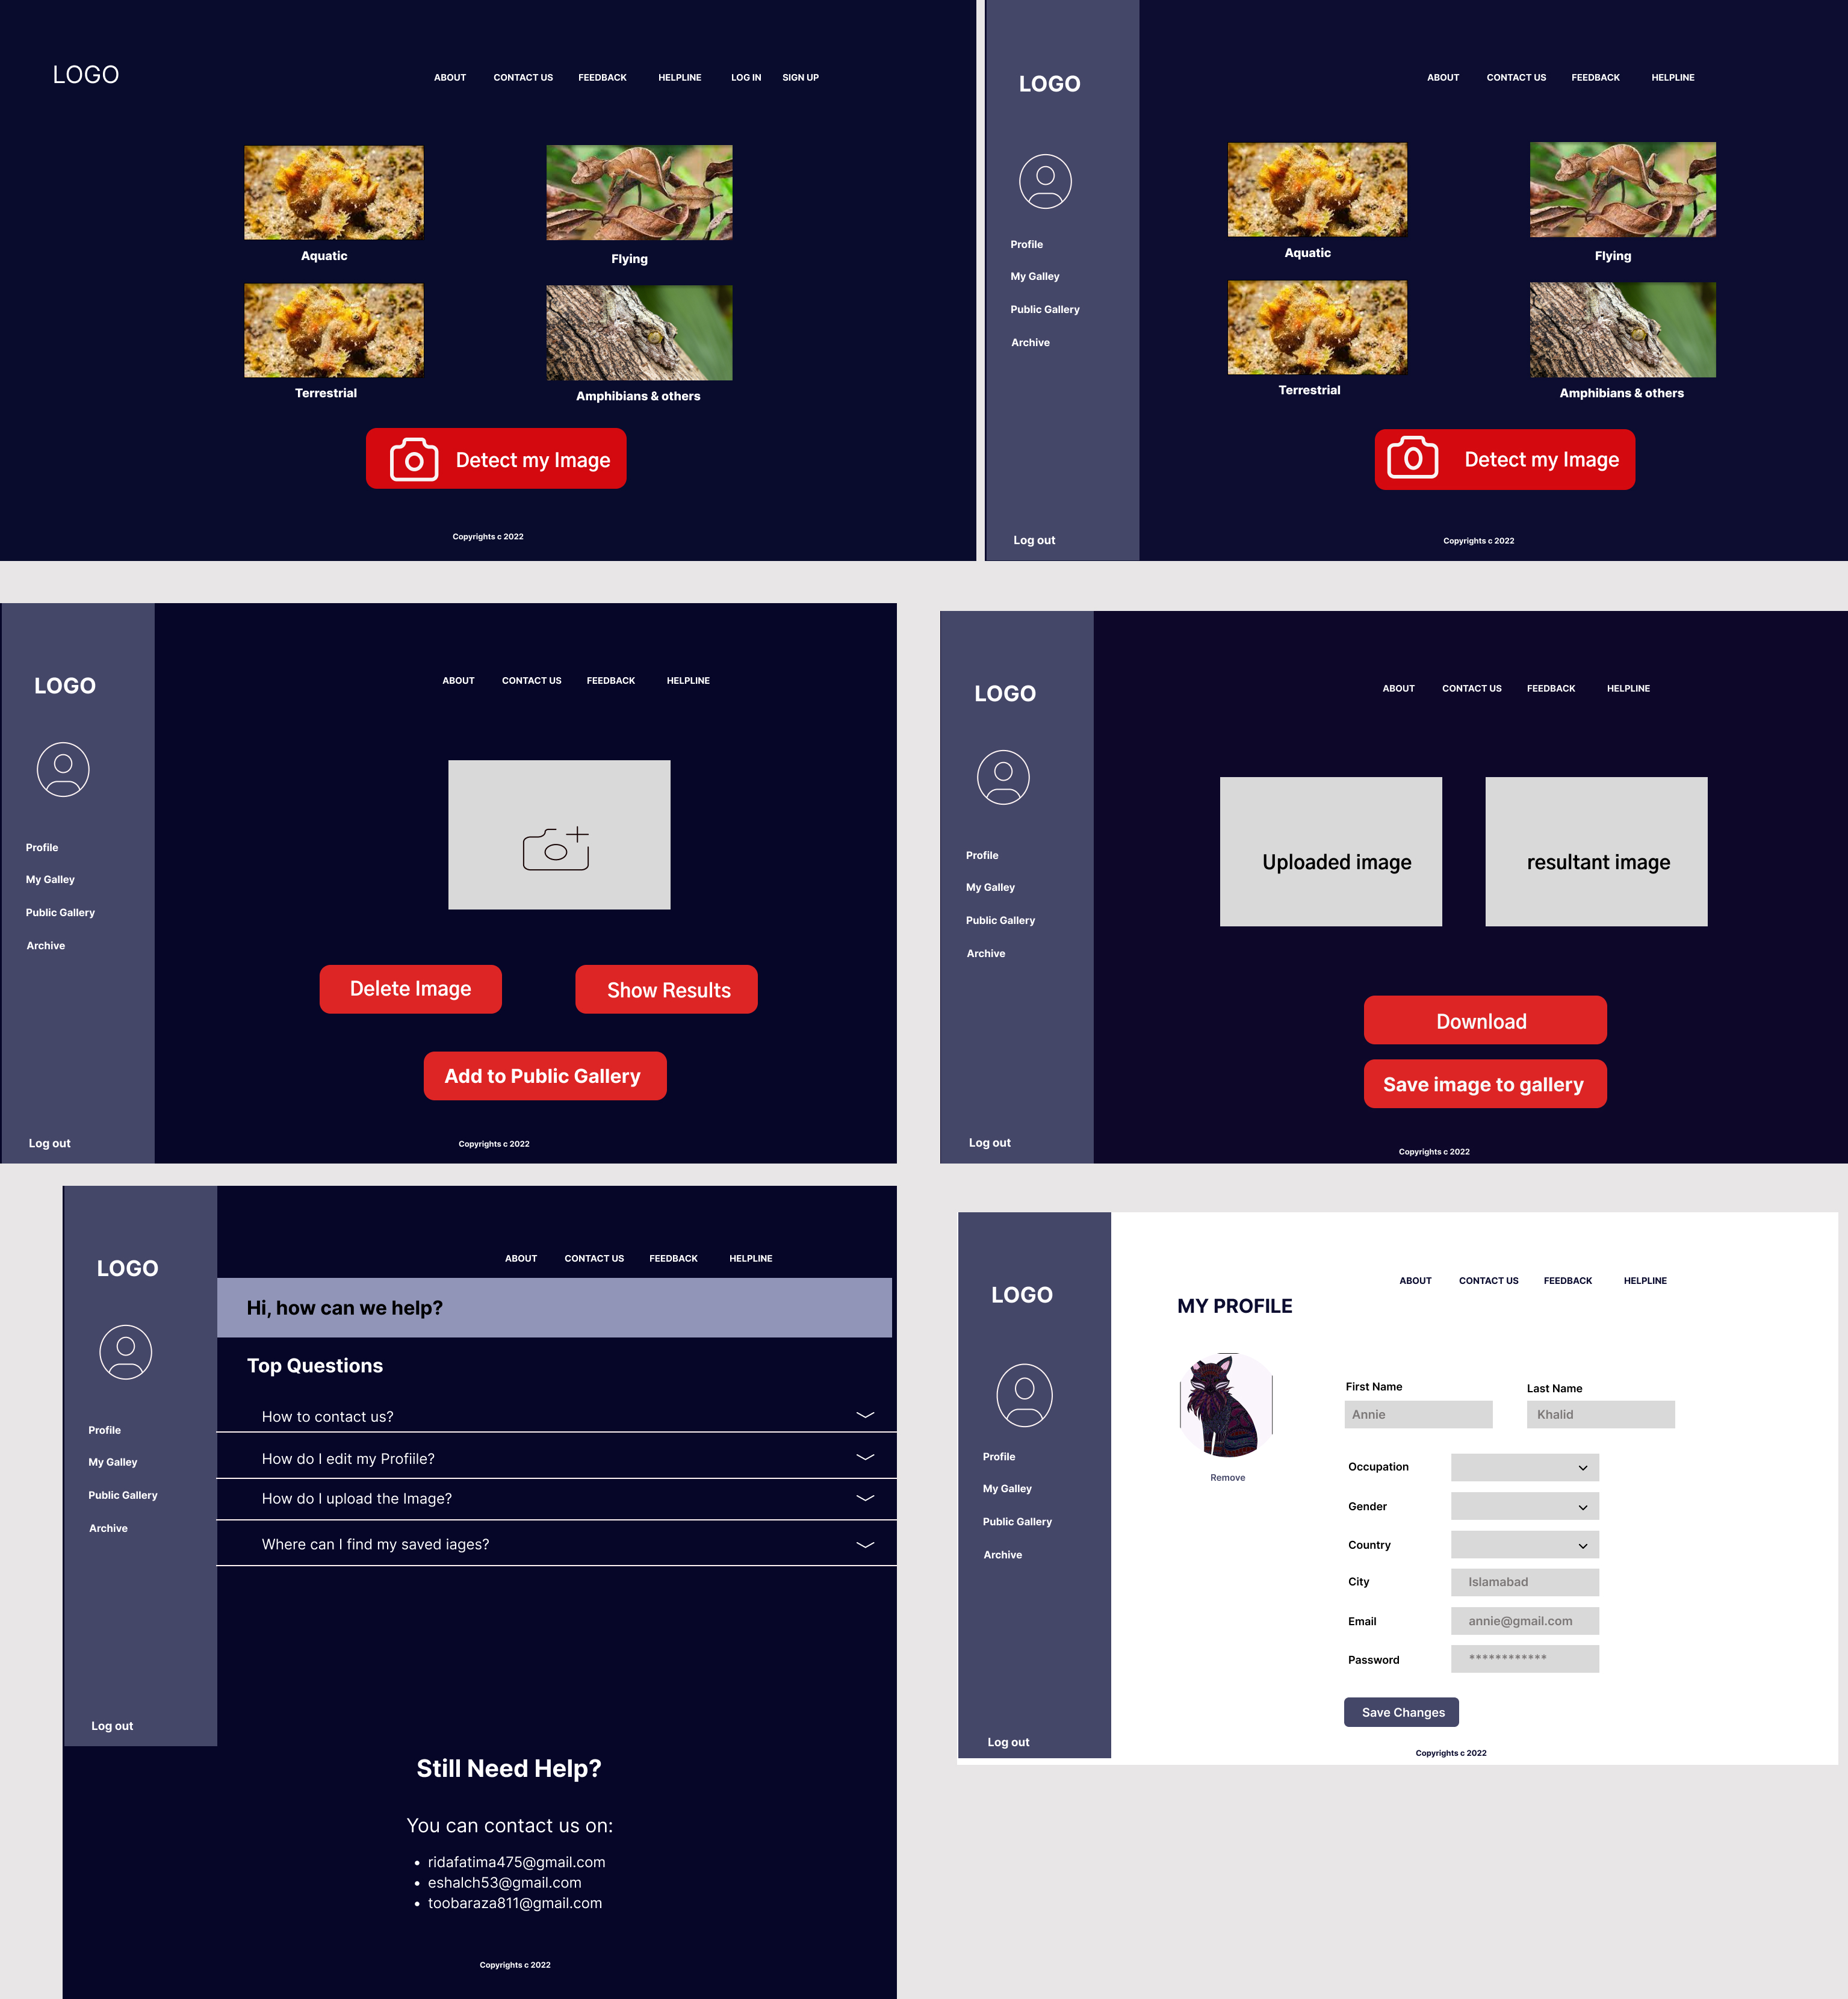 LOGO
ABOUT CONTACT US FEEDBACK HELPLINE LOG IN SIGN UP
Aquatic
Flying
Terrestrial
Amphibians & others
Detect my Image
Copyrights c 2022
LOGO
ABOUT CONTACT US FEEDBACK HELPLINE
Profile
My Galley
Public Gallery
Archive
Aquatic
Flying
Terrestrial
Amphibians & others
Detect my Image
Log out
Copyrights c 2022
LOGO
ABOUT CONTACT US FEEDBACK HELPLINE
Profile
My Galley
Public Gallery
Archive
Delete Image
Show Results
Add to Public Gallery
Log out
Copyrights c 2022
LOGO
ABOUT CONTACT US FEEDBACK HELPLINE
Profile
My Galley
Public Gallery
Archive
Uploaded image
resultant image
Download
Save image to gallery
Log out
Copyrights c 2022
LOGO
ABOUT CONTACT US FEEDBACK HELPLINE
Profile
My Galley
Public Gallery
Archive
Log out
Hi, how can we help?
Top Questions
How to contact us?
How do I edit my Profiile?
How do I upload the Image?
Where can I find my saved iages?
Still Need Help?
You can contact us on:
• ridafatima475@gmail.com
• eshalch53@gmail.com
• toobaraza811@gmail.com
Copyrights c 2022
LOGO
ABOUT CONTACT US FEEDBACK HELPLINE
Profile
My Galley
Public Gallery
Archive
Log out
MY PROFILE
Remove
First Name
Last Name
Annie
Khalid
Occupation
Gender
Country
City
Islamabad
Email
annie@gmail.com
Password
************
Save Changes
Copyrights c 2022